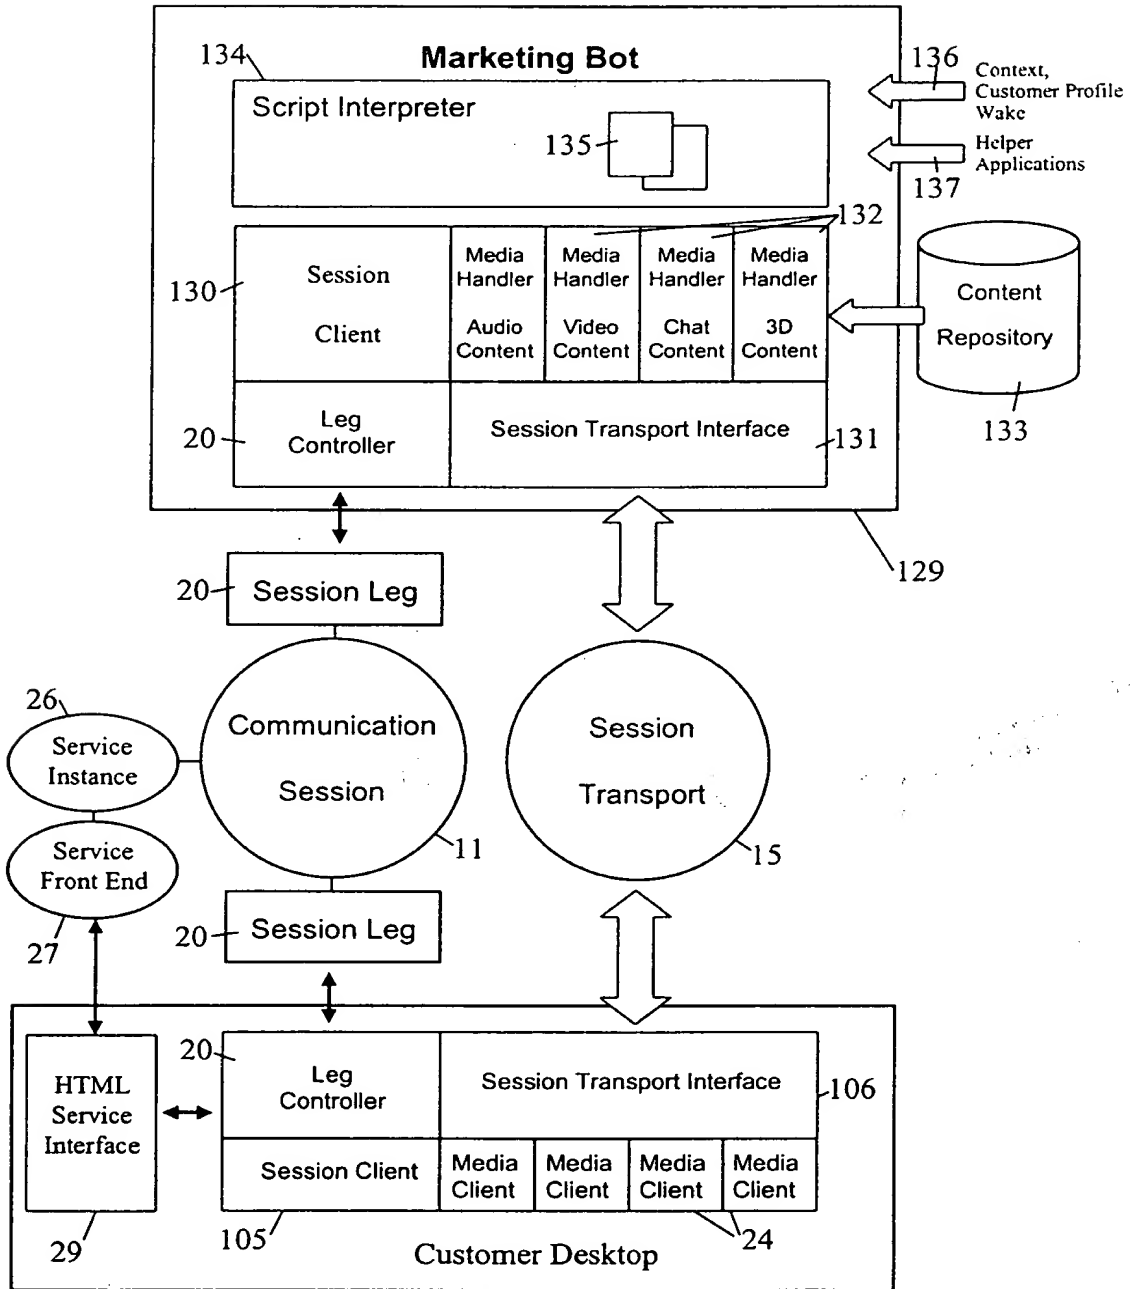 Marketing Bot
134
Script Interpreter
135
136
Context,
Customer Profile
Wake
Helper
Applications
137
132
130
Session
Client
Media
Handler
Audio
Content
Media
Handler
Video
Content
Media
Handler
Chat
Content
Media
Handler
3D
Content
Content
Repository
133
20
Leg
Controller
Session Transport Interface
131
129
20
Session Leg
26
Service
Instance
Communication
Session
11
Session
Transport
15
Service
Front End
27
20
Session Leg
HTML
Service
Interface
29
20
Leg
Controller
Session Transport Interface
106
Session Client
105
Media
Client
Media
Client
Media
Client
Media
Client
24
Customer Desktop